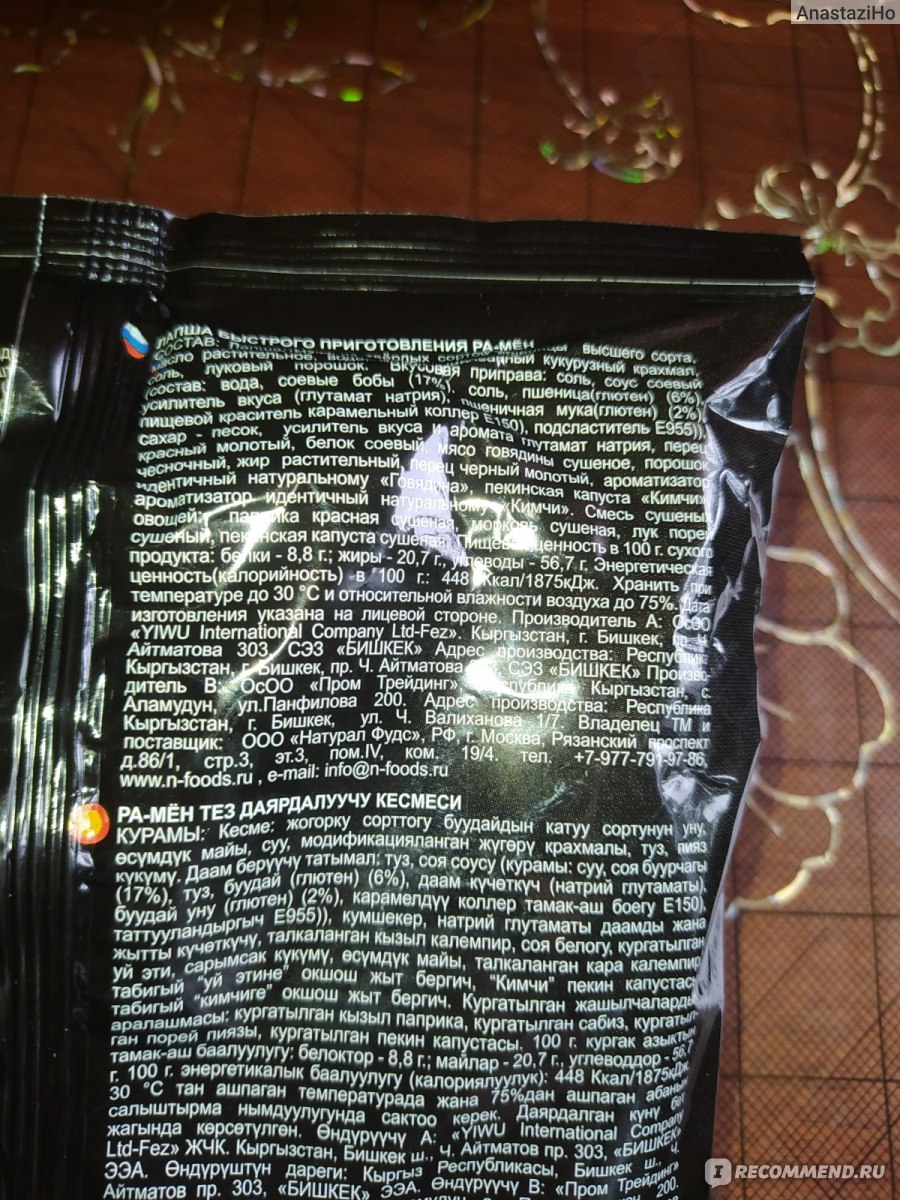 AnastaziHo
ЛАПША БЫСТРОГО ПРИГОТОВЛЕНИЯ РА-МЁН
СОСТАВ: высшего сорта,
масло растительное, кукурузный крахмал,
соль, луковый порошок. Вкусовая приправа: соль, соус соевый
состав: вода, соевые бобы (17%), соль, пшеница(глютен) (6%),
усилитель вкуса (глутамат натрия), пшеничная мука(глютен) (2%)
пищевой краситель карамельный коллер Е150), подсластитель Е955)),
сахар - песок, усилитель вкуса и аромата глутамат натрия, перец
красный молотый, белок соевый, мясо говядины сушеное, порошок
чесночный, жир растительный, перец черный молотый, ароматизатор
идентичный натуральному «Говядина», пекинская капуста «Кимчи»
ароматизатор идентичный натуральному «Кимчи». Смесь сушеных
овощей: паприка красная сушеная, морковь сушеная, лук порей
сушеный, пекинская капуста сушеная. Пищевая ценность в 100 г. сухого
продукта: белки - 8,8 г.; жиры - 20,7 г., углеводы - 56,7 г. Энергетическая
ценность(калорийность) в 100 г.: 448 Ккал/1875кДж. Хранить при
температуре до 30 °С и относительной влажности воздуха до 75%. Дата
изготовления указана на лицевой стороне. Производитель А: ОсОО
«YIWU International Company Ltd-Fez». Кыргызстан, г. Бишкек, пр. Ч.
Айтматова 303, СЭЗ «БИШКЕК» Адрес производства: Республика
Кыргызстан, г. Бишкек, пр. Ч. Айтматова СЭЗ «БИШКЕК» Произво-
дитель В: ОсОО «Пром Трейдинг», Республика Кыргызстан, с.
Аламудун, ул.Панфилова 200. Адрес производства: Республика
Кыргызстан, г. Бишкек, ул. Ч. Валиханова 1/7. Владелец ТМ и
поставщик: ООО «Натурал Фудс», РФ, г. Москва, Рязанский проспект
д.86/1, стр.3, эт.3, пом.IV, ком. 19/4. тел. +7-977-791-97-86,
www.n-foods.ru , e-mail: info@n-foods.ru
РА-МЁН ТЕЗ ДАЯРДАЛУУЧУ КЕСМЕСИ
КУРАМЫ: Кесме: жогорку сорттогу буудайдын катуу сортунун уну,
өсүмдүк майы, суу, модификацияланган жүгөрү крахмалы, туз, пияз
күкүмү. Даам берүүчү татымал: туз, соя соусу (курамы: суу, соя буурчагы
(17%), туз, буудай (глютен) (6%), даам күчөткүч (натрий глутаматы),
буудай уну (глютен) (2%), карамелдүү коллер тамак-аш боегу Е150),
таттууландыргыч Е955)), кумшекер, натрий глутаматы даамды жана
жытты күчөткүчү, талкаланган кызыл калемпир, соя белогу, кургатылган
уй эти, сарымсак күкүмү, өсүмдүк майы, талкаланган кара калемпир
табигый "уй этине" окшош жыт бергич, "Кимчи" пекин капустасы
табигый "кимчиге" окшош жыт бергич, Кургатылган жашылчаларды
аралашмасы: кургатылган кызыл паприка, кургатылган сабиз, кургатыл-
ган порей пиязы, кургатылган пекин капустасы, 100 г. кургак азыктын
тамак-аш баалуулугу: белоктор - 8,8 г.; майлар - 20,7 г., углеводдор - 56,7
г. 100 г. энергетикалык баалуулугу (калориялуулук): 448 Ккал/1875кДж
30 °С тан ашпаган температурада жана 75%дан ашпаган абанын
салыштырма нымдуулугунда сактоо керек. Даярдалган күнү бет
жагында көрсөтүлгөн. Өндүрүүчү А: «YIWU International Company
Ltd-Fez» ЖЧК. Кыргызстан, Бишкек ш., Ч. Айтматов пр. 303, «БИШКЕК»
ЭЭА. Өндүрүштүн дареги: Кыргыз Республикасы, Бишкек ш., Ч.
Айтматов пр. 303, «БИШКЕК» ЭЭА. Өндүрүүчү В: «Пром Трейдинг»
200.
IRECOMMEND.RU